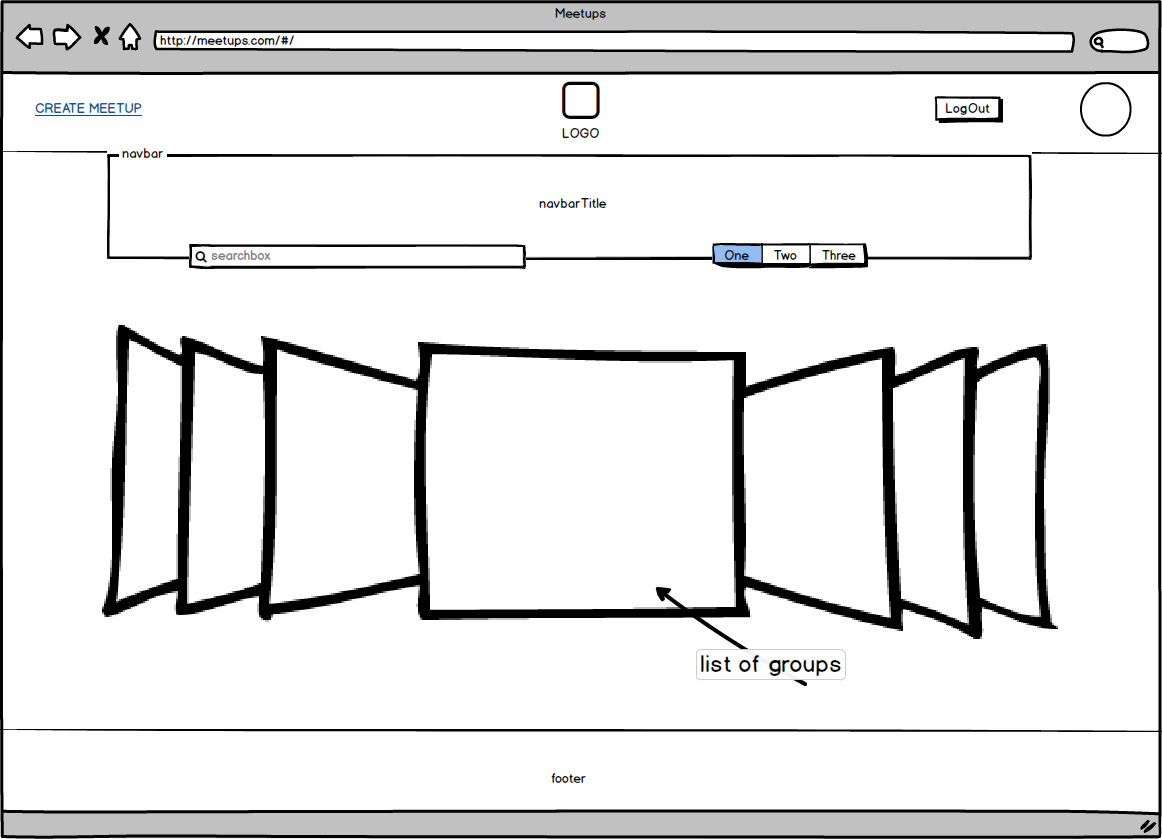 Meetups
http://meetups.com/#/
CREATE MEETUP
LOGO
LogOut
navbar
navbarTitle
searchbox
One Two Three
list of groups
footer